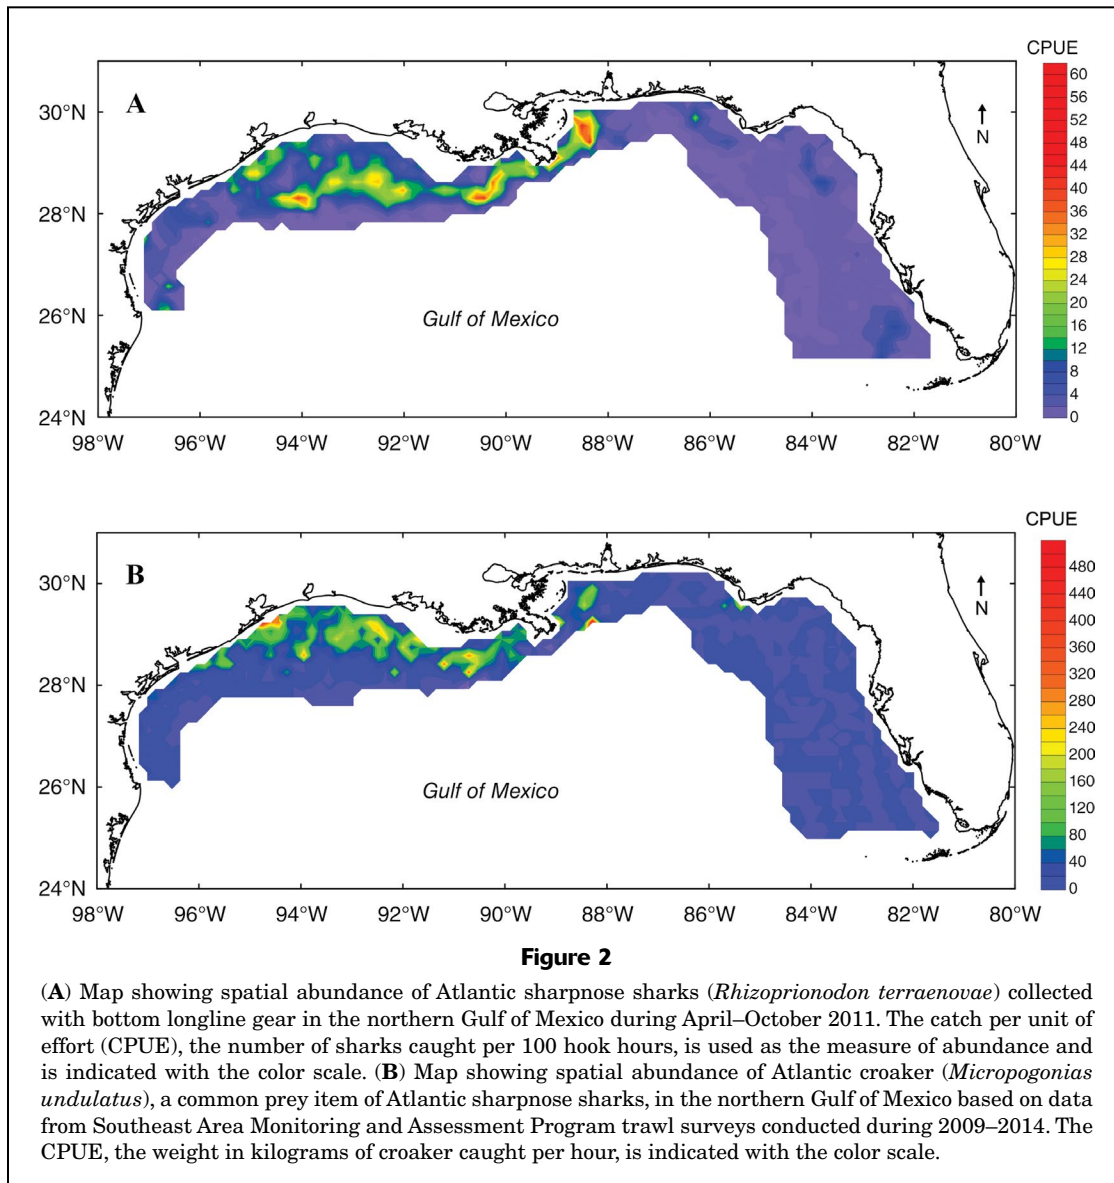 CPUE
A
30°N
28°N
26°N
24°N
N
Gulf of Mexico
60
56
52
48
44
40
36
32
28
24
20
16
12
8
4
0
98°W 96°W 94°W 92°W 90°W 88°W 86°W 84°W 82°W 80°W
CPUE
B
30°N
28°N
26°N
24°N
N
Gulf of Mexico
480
440
400
360
320
280
240
200
160
120
80
40
0
98°W 96°W 94°W 92°W 90°W 88°W 86°W 84°W 82°W 80°W
Figure 2
(A) Map showing spatial abundance of Atlantic sharpnose sharks (Rhizoprionodon terraenovae) collected
with bottom longline gear in the northern Gulf of Mexico during April–October 2011. The catch per unit of
effort (CPUE), the number of sharks caught per 100 hook hours, is used as the measure of abundance and
is indicated with the color scale. (B) Map showing spatial abundance of Atlantic croaker (Micropogonias
undulatus), a common prey item of Atlantic sharpnose sharks, in the northern Gulf of Mexico based on data
from Southeast Area Monitoring and Assessment Program trawl surveys conducted during 2009–2014. The
CPUE, the weight in kilograms of croaker caught per hour, is indicated with the color scale.